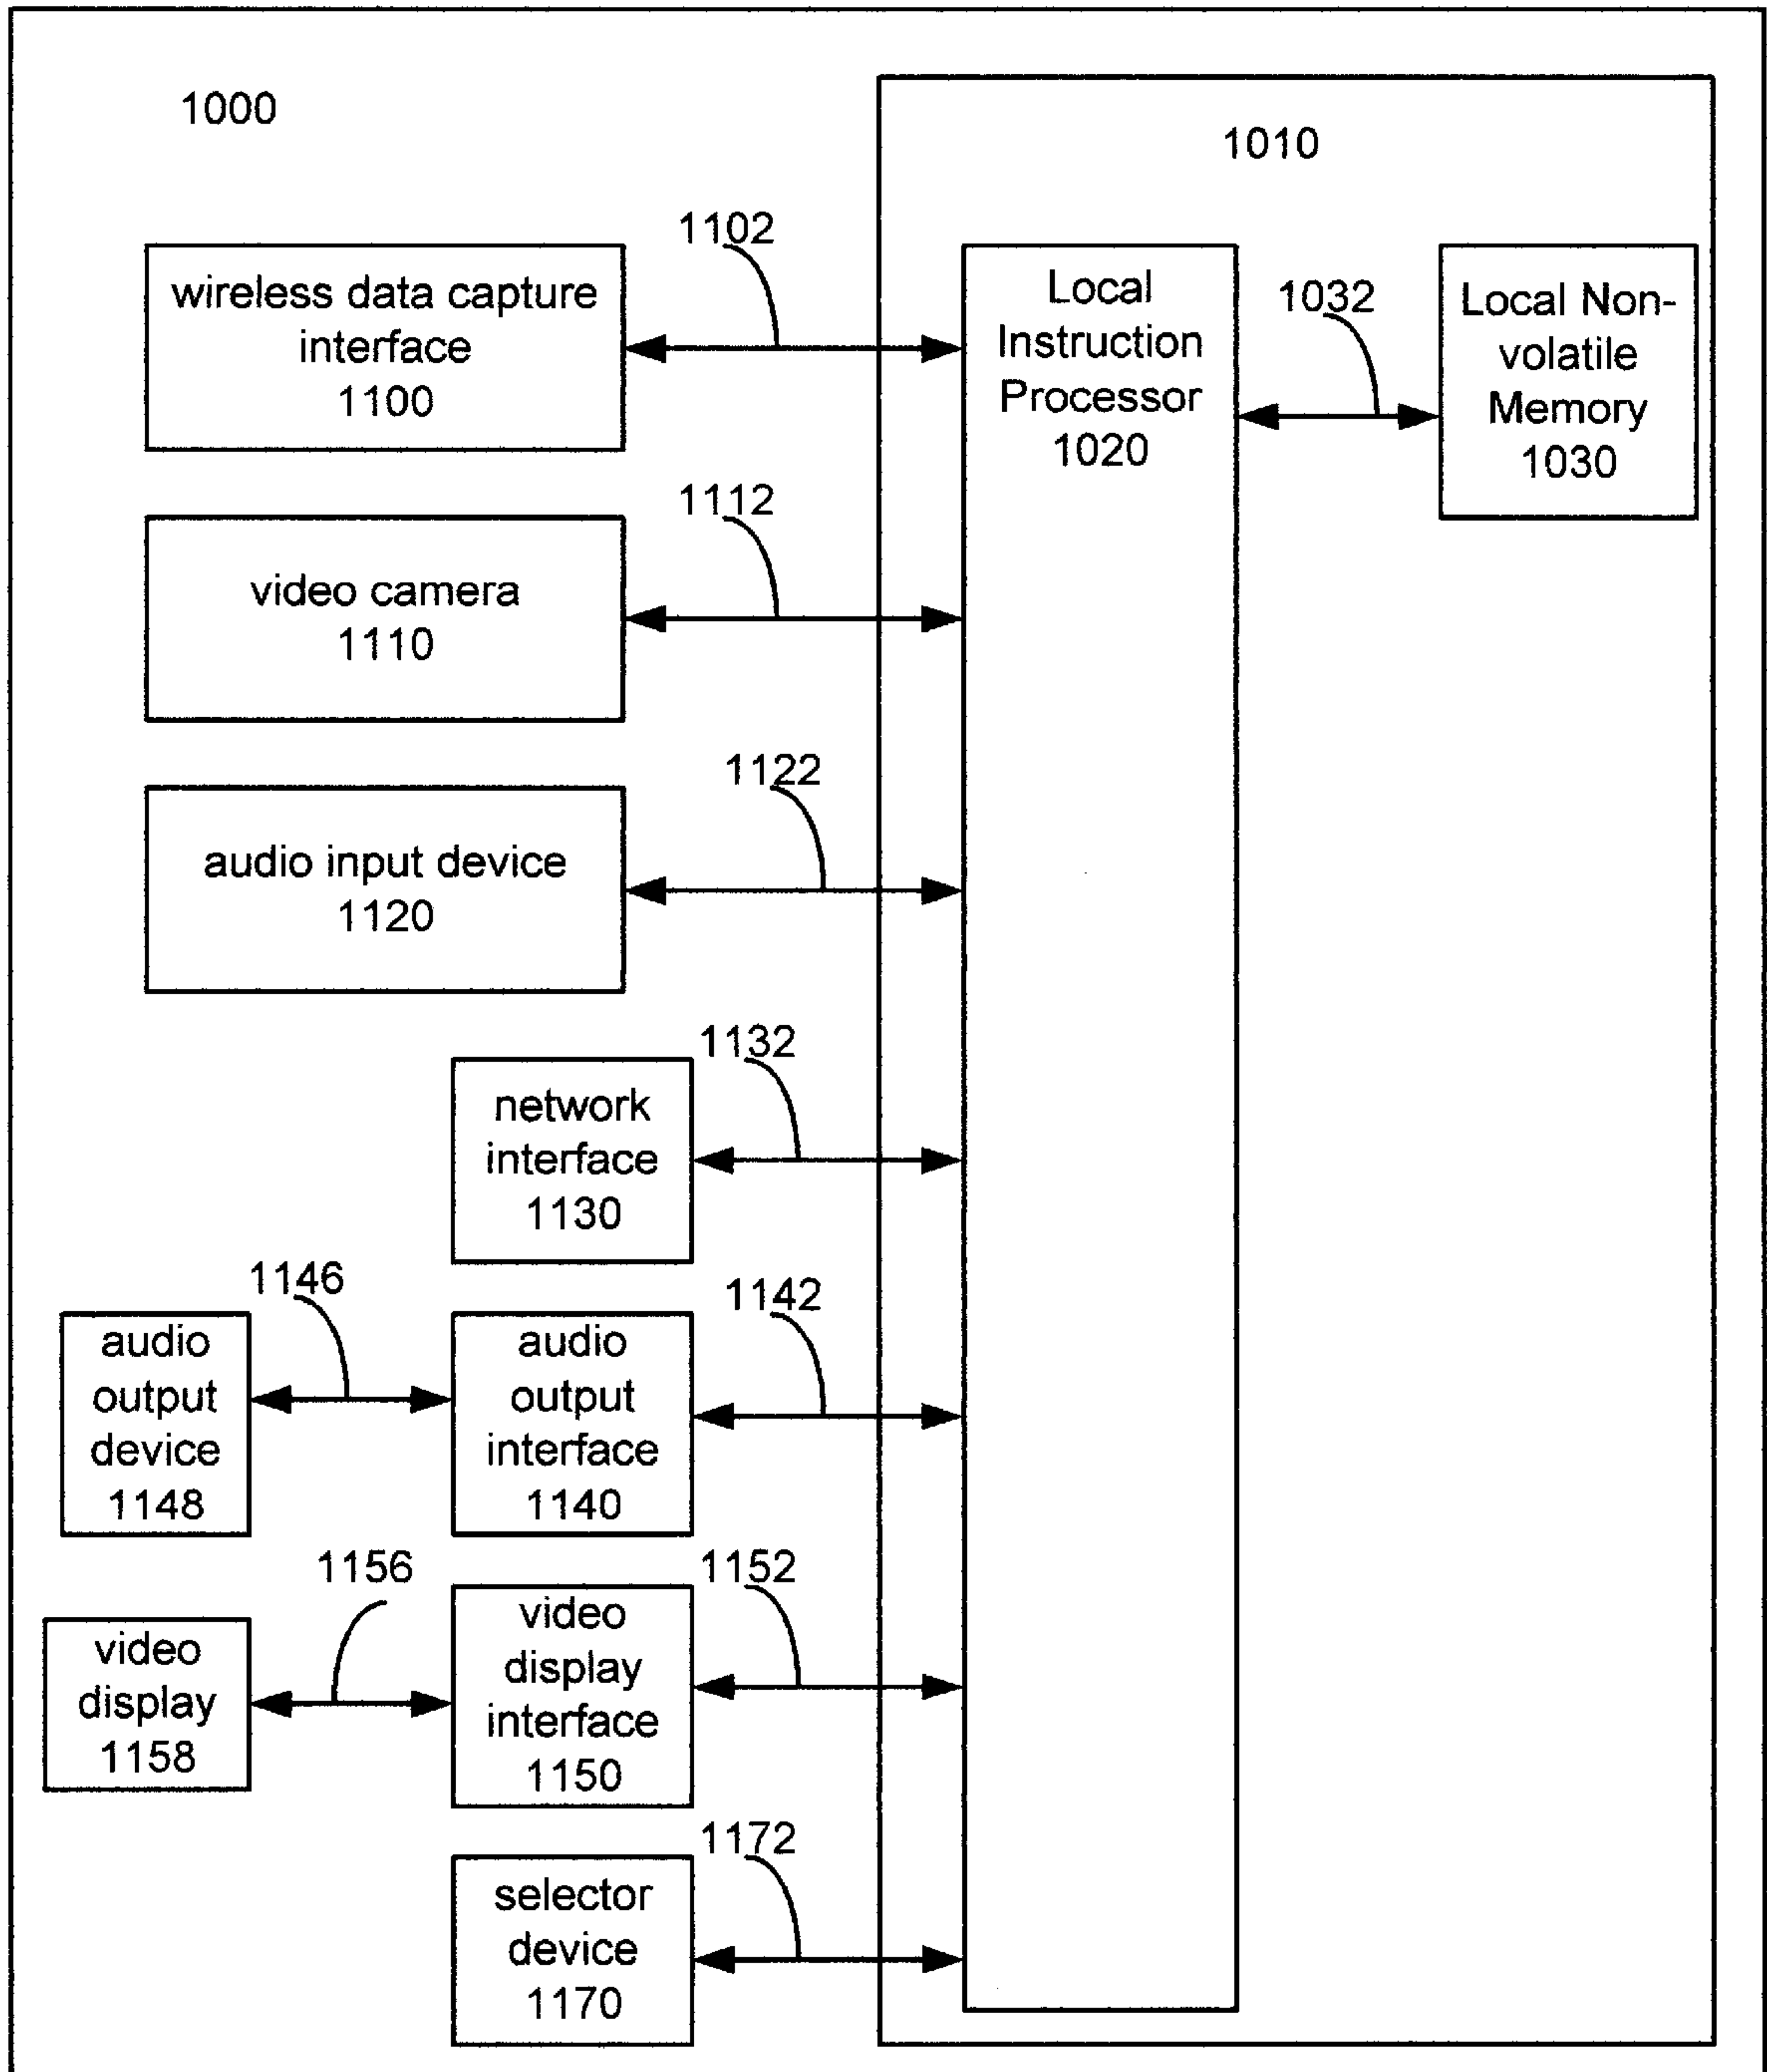 1000
1010
1102
wireless data capture
interface
1100
Local
Instruction
Processor
1020
1032
Local Non-
volatile
Memory
1030
1112
video camera
1110
1122
audio input device
1120
1132
network
interface
1130
1146
1142
audio
output
device
1148
audio
output
interface
1140
1156
1152
video
display
1158
video
display
interface
1150
1172
selector
device
1170